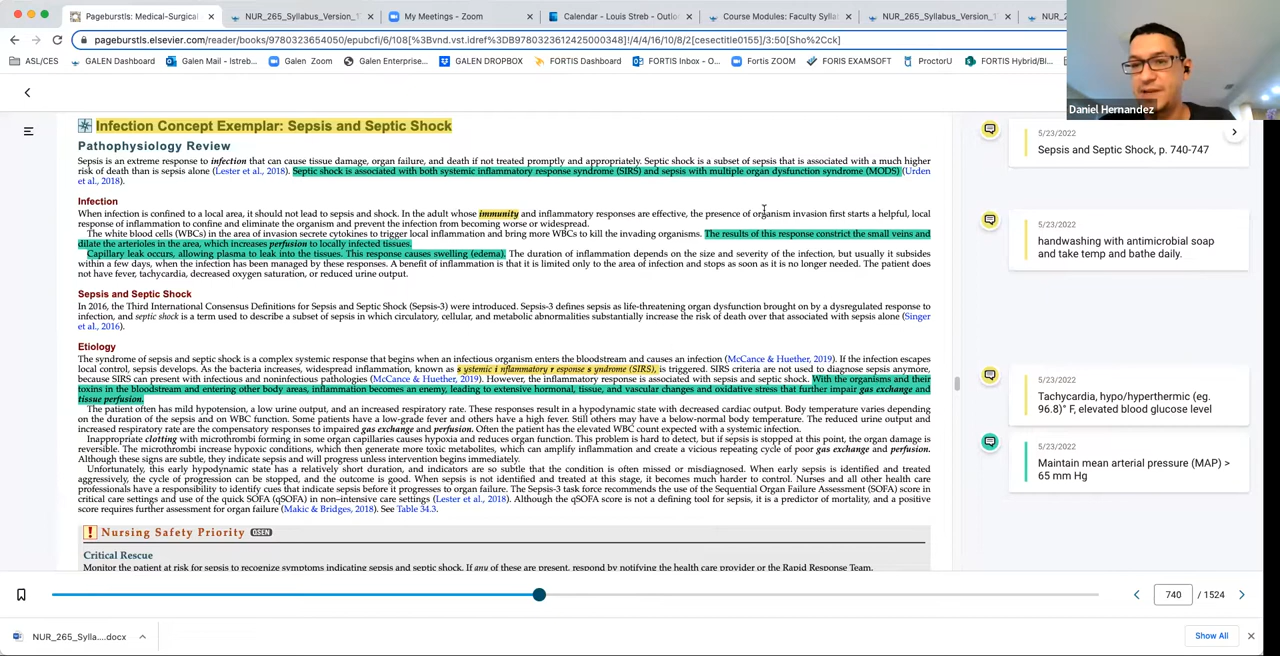 Pageburstls: Medical-Surgical
NUR_265_Syllabus_Version_1
My Meetings - Zoom
Calendar - Louis Streb - Outloo
Course Modules: Faculty Sylla
NUR_265_Syllabus_Version_1
NUR_2
pageburstls.elsevier.com/reader/books/9780323654050/epubcfi/6/108[%3Bvnd.vst.idref%3DB9780323612425000348]!/4/4/16/10/8/2[cesectitle0155]/3:50[Sho%2Cck]
ASL/CES
GALEN Dashboard
Galen Mail - lstreb...
Galen Zoom
Galen Enterprise...
GALEN DROPBOX
FORTIS Dashboard
FORTIS Inbox - O...
Fortis ZOOM
FORIS EXAMSOFT
ProctorU
FORTIS Hybrid/Bl...
Daniel Hernandez
Infection Concept Exemplar: Sepsis and Septic Shock
Pathophysiology Review
Sepsis is an extreme response to infection that can cause tissue damage, organ failure, and death if not treated promptly and appropriately. Septic shock is a subset of sepsis that is associated with a much higher
risk of death than is sepsis alone (Lester et al., 2018). Septic shock is associated with both systemic inflammatory response syndrome (SIRS) and sepsis with multiple organ dysfunction syndrome (MODS) (Urden
et al., 2018).
Infection
When infection is confined to a local area, it should not lead to sepsis and shock. In the adult whose immunity and inflammatory responses are effective, the presence of organism invasion first starts a helpful, local
response of inflammation to confine and eliminate the organism and prevent the infection from becoming worse or widespread.
The white blood cells (WBCs) in the area of invasion secrete cytokines to trigger local inflammation and bring more WBCs to kill the invading organisms. The results of this response constrict the small veins and
dilate the arterioles in the area, which increases perfusion to locally infected tissues.
Capillary leak occurs, allowing plasma to leak into the tissues. This response causes swelling (edema). The duration of inflammation depends on the size and severity of the infection, but usually it subsides
within a few days, when the infection has been managed by these responses. A benefit of inflammation is that it is limited only to the area of infection and stops as soon as it is no longer needed. The patient does
not have fever, tachycardia, decreased oxygen saturation, or reduced urine output.
Sepsis and Septic Shock
In 2016, the Third International Consensus Definitions for Sepsis and Septic Shock (Sepsis-3) were introduced. Sepsis-3 defines sepsis as life-threatening organ dysfunction brought on by a dysregulated response to
infection, and septic shock is a term used to describe a subset of sepsis in which circulatory, cellular, and metabolic abnormalities substantially increase the risk of death over that associated with sepsis alone (Singer
et al., 2016).
Etiology
The syndrome of sepsis and septic shock is a complex systemic response that begins when an infectious organism enters the bloodstream and causes an infection (McCance & Huether, 2019). If the infection escapes
local control, sepsis develops. As the bacteria increases, widespread inflammation, known as s ystemic i nflammatory r esponse s yndrome (SIRS), is triggered. SIRS criteria are not used to diagnose sepsis anymore,
because SIRS can present with infectious and noninfectious pathologies (McCance & Huether, 2019). However, the inflammatory response is associated with sepsis and septic shock. With the organisms and their
toxins in the bloodstream and entering other body areas, inflammation becomes an enemy, leading to extensive hormonal, tissue, and vascular changes and oxidative stress that further impair gas exchange and
tissue perfusion.
The patient often has mild hypotension, a low urine output, and an increased respiratory rate. These responses result in a hypodynamic state with decreased cardiac output. Body temperature varies depending
on the duration of the sepsis and on WBC function. Some patients have a low-grade fever and others have a high fever. Still others may have a below-normal body temperature. The reduced urine output and
increased respiratory rate are the compensatory responses to impaired gas exchange and perfusion. Often the patient has the elevated WBC count expected with a systemic infection.
Inappropriate clotting with microthrombi forming in some organ capillaries causes hypoxia and reduces organ function. This problem is hard to detect, but if sepsis is stopped at this point, the organ damage is
reversible. The microthrombi increase hypoxic conditions, which then generate more toxic metabolites, which can amplify inflammation and create a vicious repeating cycle of poor gas exchange and perfusion.
Although these signs are subtle, they indicate sepsis and will progress unless intervention begins immediately.
Unfortunately, this early hypodynamic state has a relatively short duration, and indicators are so subtle that the condition is often missed or misdiagnosed. When early sepsis is identified and treated
aggressively, the cycle of progression can be stopped, and the outcome is good. When sepsis is not identified and treated at this stage, it becomes much harder to control. Nurses and all other health care
professionals have a responsibility to identify cues that indicate sepsis before it progresses to organ failure. The Sepsis-3 task force recommends the use of the Sequential Organ Failure Assessment (SOFA) score in
critical care settings and use of the quick SOFA (qSOFA) in non–intensive care settings (Lester et al., 2018). Although the qSOFA score is not a defining tool for sepsis, it is a predictor of mortality, and a positive
score requires further assessment for organ failure (Makic & Bridges, 2018). See Table 34.3.
! Nursing Safety Priority QSEN
Critical Rescue
Monitor the patient at risk for sepsis to recognize symptoms indicating sepsis and septic shock. If any of these are present, respond by notifying the health care provider or the Rapid Response Team.
5/23/2022
Sepsis and Septic Shock, p. 740-747
5/23/2022
handwashing with antimicrobial soap
and take temp and bathe daily.
5/23/2022
Tachycardia, hypo/hyperthermic (eg.
96.8)° F, elevated blood glucose level
5/23/2022
Maintain mean arterial pressure (MAP) >
65 mm Hg
740 / 1524
NUR_265_Sylla....docx
Show All